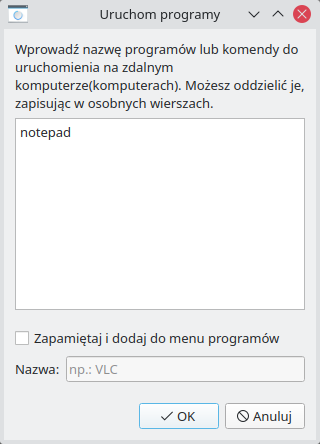 Uruchom programy
Wprowadź nazwę programów lub komendy do
uruchomienia na zdalnym
komputerze(komputerach). Możesz oddzielić je,
zapisując w osobnych wierszach.
notepad
Zapamiętaj i dodaj do menu programów
Nazwa: np.: VLC
OK Anuluj